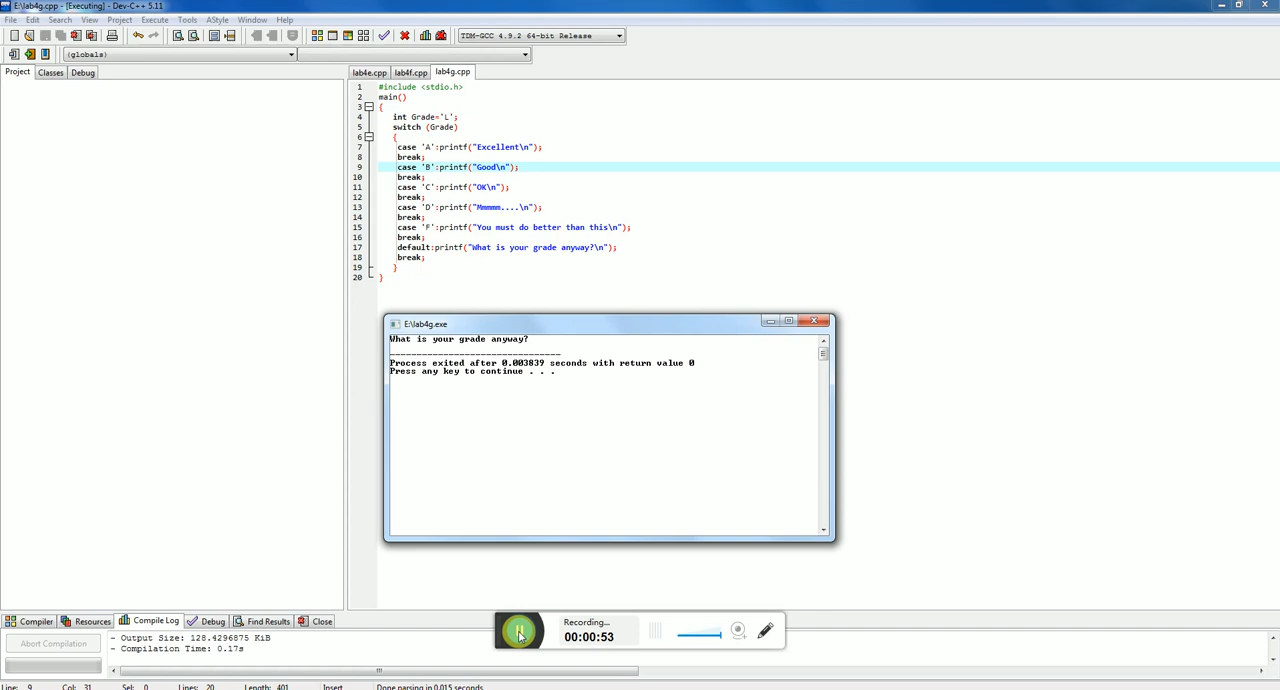 E:\lab4g.cpp - [Executing] - Dev-C++ 5.11
File Edit Search View Project Execute Tools AStyle Window Help
TDM-GCC 4.9.2 64-bit Release
(globals)
Project Classes Debug
lab4e.cpp lab4f.cpp lab4g.cpp
1 #include <stdio.h>
2 main()
3 {
4 int Grade='L';
5 switch (Grade)
6 {
7 case 'A':printf("Excellent\n");
8 break;
9 case 'B':printf("Good\n");
10 break;
11 case 'C':printf("OK\n");
12 break;
13 case 'D':printf("Mmmmm....\n");
14 break;
15 case 'F':printf("You must do better than this\n");
16 break;
17 default:printf("What is your grade anyway?\n");
18 break;
19 }
20 }
E:\lab4g.exe
What is your grade anyway?
--------------------------------
Process exited after 0.003839 seconds with return value 0
Press any key to continue . . .
Recording...
00:00:53
Compiler Resources Compile Log Debug Find Results Close
Abort Compilation
- Output Size: 128.4296875 KiB
- Compilation Time: 0.17s
Line: 9 Col: 31 Sel: 0 Lines: 20 Length: 401 Insert Done parsing in 0.015 seconds